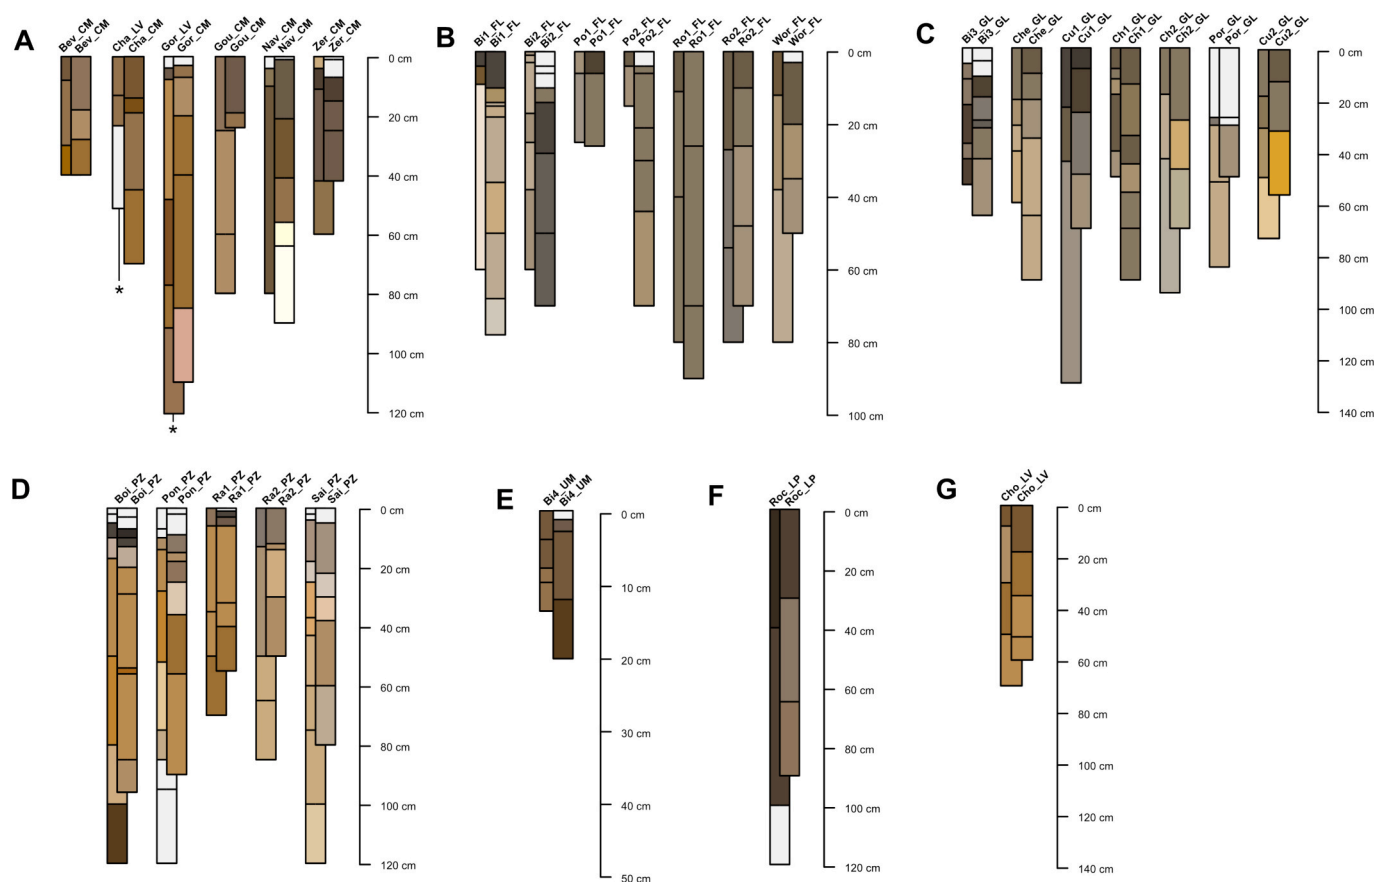 A
Bev_CM
Bev_CM
Cha_LV
Cha_CM
Gor_LV
Gor_CM
Gou_CM
Gou_CM
Nav_CM
Nav_CM
Zer_CM
Zer_CM
0 cm
20 cm
40 cm
60 cm
80 cm
100 cm
120 cm
*
*
B
Bi1_FL
Bi1_FL
Bi2_FL
Bi2_FL
Po1_FL
Po1_FL
Po2_FL
Po2_FL
Ro1_FL
Ro1_FL
Ro2_FL
Ro2_FL
Wor_FL
Wor_FL
0 cm
20 cm
40 cm
60 cm
80 cm
100 cm
C
Bi3_GL
Bi3_GL
Che_GL
Che_GL
Cu1_GL
Cu1_GL
Ch1_GL
Ch1_GL
Ch2_GL
Ch2_GL
Por_GL
Por_GL
Cu2_GL
Cu2_GL
0 cm
20 cm
40 cm
60 cm
80 cm
100 cm
120 cm
140 cm
D
Boi_PZ
Boi_PZ
Pon_PZ
Pon_PZ
Ra1_PZ
Ra1_PZ
Ra2_PZ
Ra2_PZ
Sai_PZ
Sai_PZ
0 cm
20 cm
40 cm
60 cm
80 cm
100 cm
120 cm
E
Bi4_UM
Bi4_UM
0 cm
10 cm
20 cm
30 cm
40 cm
50 cm
F
Roc_LP
Roc_LP
0 cm
20 cm
40 cm
60 cm
80 cm
100 cm
120 cm
G
Cho_LV
Cho_LV
0 cm
20 cm
40 cm
60 cm
80 cm
100 cm
120 cm
140 cm